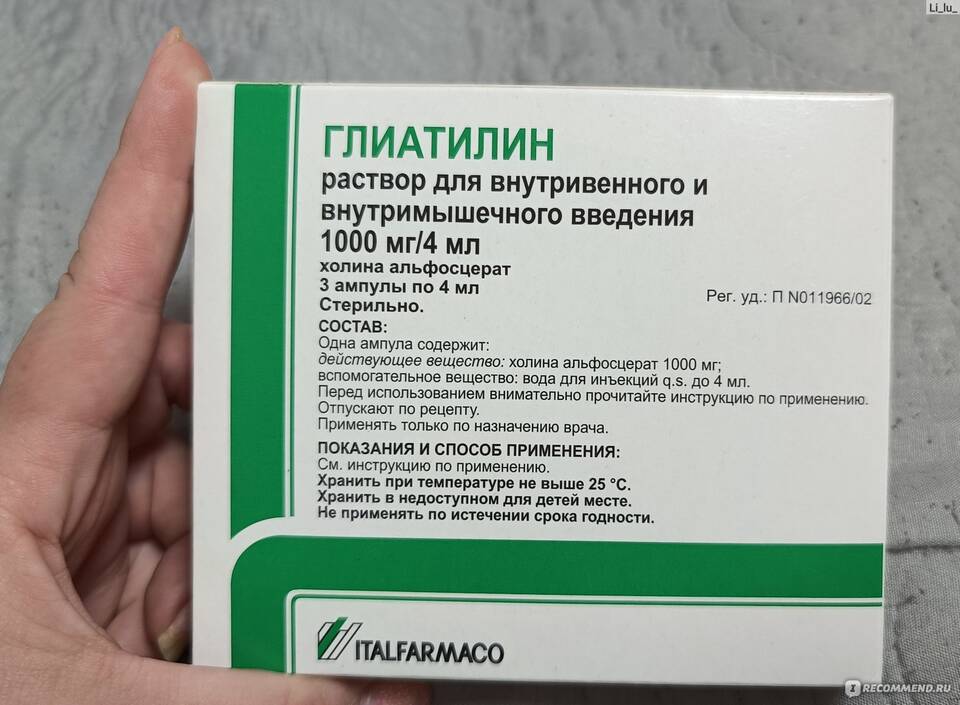 Li_lu_
ГЛИАТИЛИН
раствор для внутривенного и
внутримышечного введения
1000 мг/4 мл
холина альфосцерат
3 ампулы по 4 мл
Стерильно.
Рег. уд.: П N011966/02
СОСТАВ:
Одна ампула содержит:
действующее вещество: холина альфосцерат 1000 мг;
вспомогательное вещество: вода для инъекций q.s. до 4 мл.
Перед использованием внимательно прочитайте инструкцию по применению.
Отпускают по рецепту.
Применять только по назначению врача.
ПОКАЗАНИЯ И СПОСОБ ПРИМЕНЕНИЯ:
См. инструкцию по применению.
Хранить при температуре не выше 25 °С.
Хранить в недоступном для детей месте.
Не применять по истечении срока годности.
ITALFARMACO
IRECOMMEND.RU